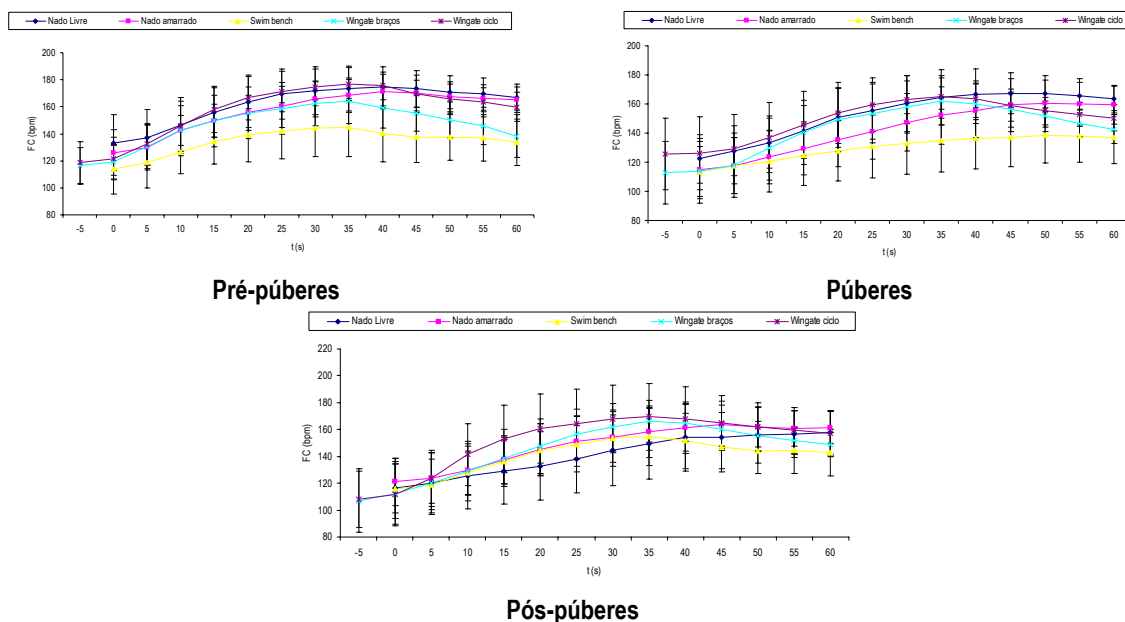 Nado Livre Nado amarrado Swim bench Wingate braços Wingate ciclo
200
180
160
140
120
100
80
FC (bpm)
-5 0 5 10 15 20 25 30 35 40 45 50 55 60
t (s)
Pré-púberes
Nado Livre Nado amarrado Swim bench Wingate braços Wingate ciclo
200
180
160
140
120
100
80
FC (bpm)
-5 0 5 10 15 20 25 30 35 40 45 50 55 60
t (s)
Púberes
Nado Livre Nado amarrado Swim bench Wingate braços Wingate ciclo
220
200
180
160
140
120
100
80
FC (bpm)
-5 0 5 10 15 20 25 30 35 40 45 50 55 60
t (s)
Pós-púberes